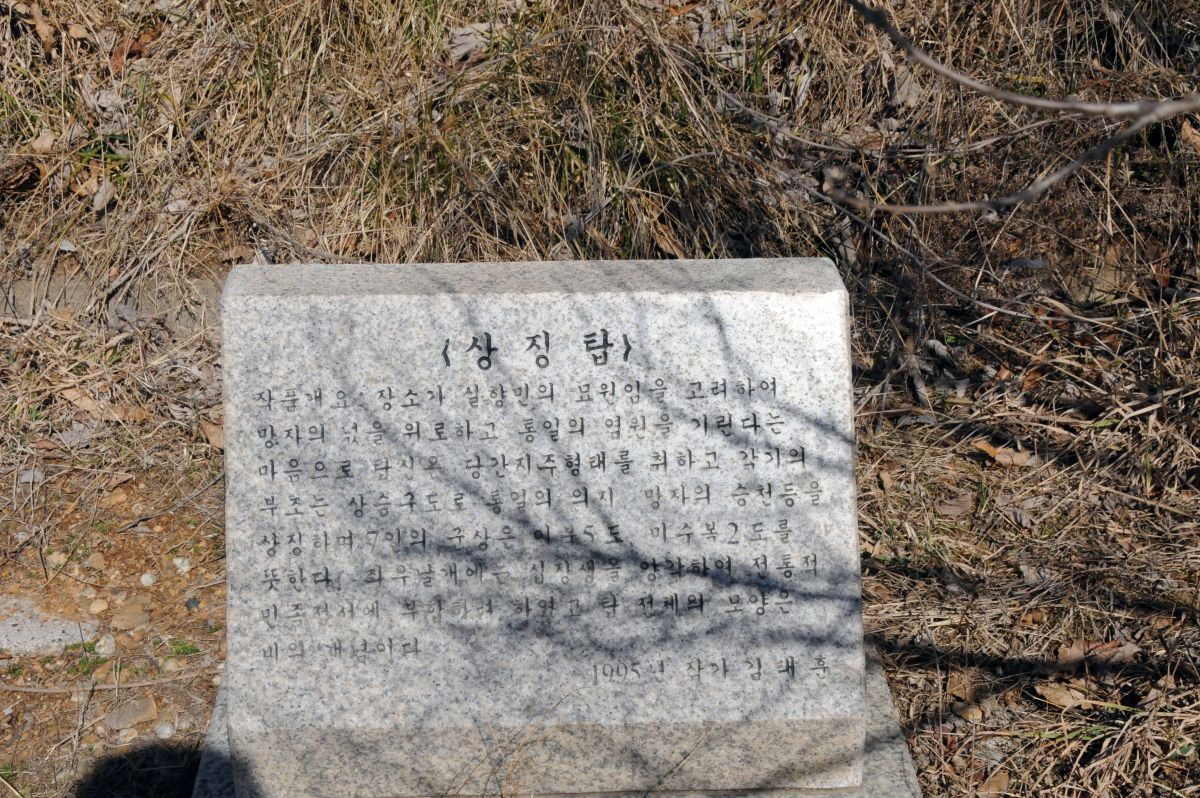 〈상징탑〉
작품개요: 장소가 실향민의 묘원임을 고려하여
망자의 넋을 위로하고 통일의 염원을 기린다는
마음으로 탑신은 당간지주형태를 취하고 각기의
부조는 상승구도로 통일의 의지 망자의 승천등을
상징하며 7인의 군상은 이북5도 미수복2도를
뜻한다. 좌우날개에는 십장생을 양각하여 전통적
민족정서에 부합하려 하였고 탑 전체의 모양은
비의 개념이다
1995년 작가 김 대 훈